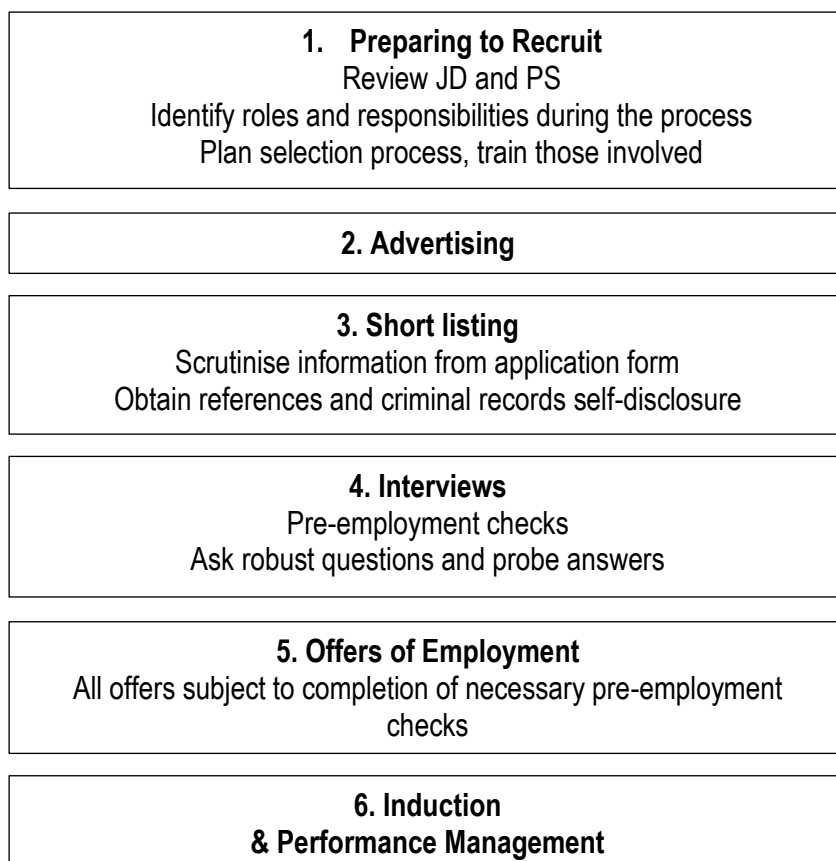 1. Preparing to Recruit
Review JD and PS
Identify roles and responsibilities during the process
Plan selection process, train those involved
2. Advertising
3. Short listing
Scrutinise information from application form
Obtain references and criminal records self-disclosure
4. Interviews
Pre-employment checks
Ask robust questions and probe answers
5. Offers of Employment
All offers subject to completion of necessary pre-employment
checks
6. Induction
& Performance Management